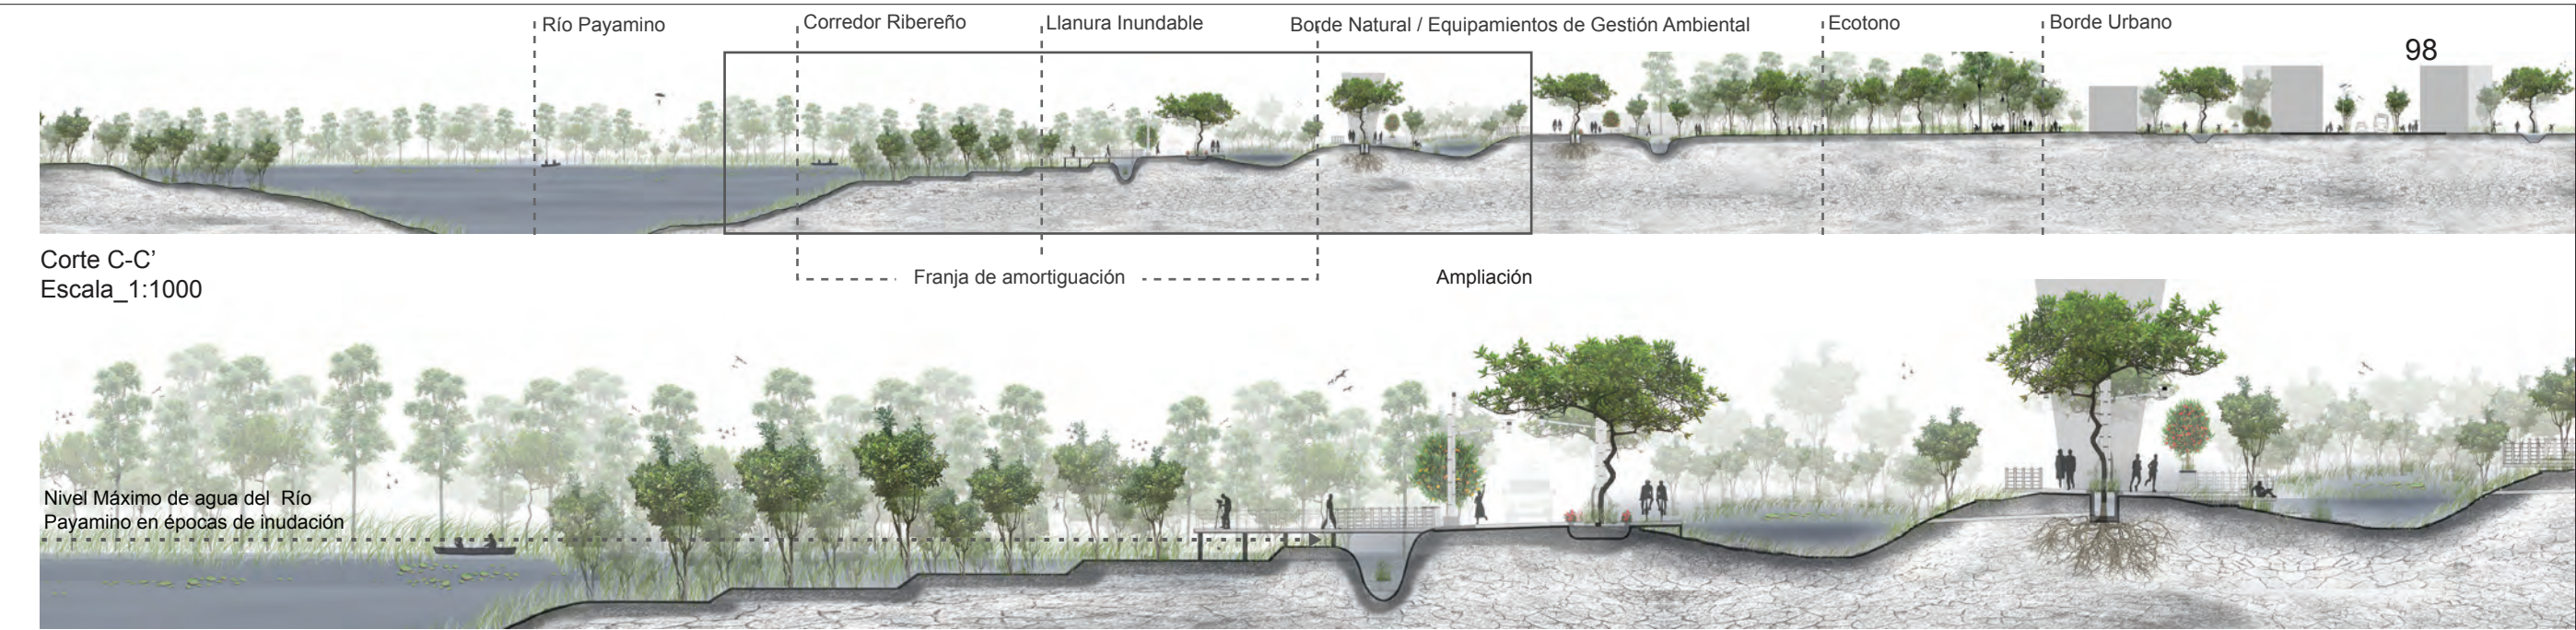 Río Payamino
Corredor Ribereño
Llanura Inundable
Borde Natural / Equipamientos de Gestión Ambiental
Ecotono
Borde Urbano
98
Corte C-C’
Escala_1:1000
Franja de amortiguación
Ampliación
Nivel Máximo de agua del Río
Payamino en épocas de inudación